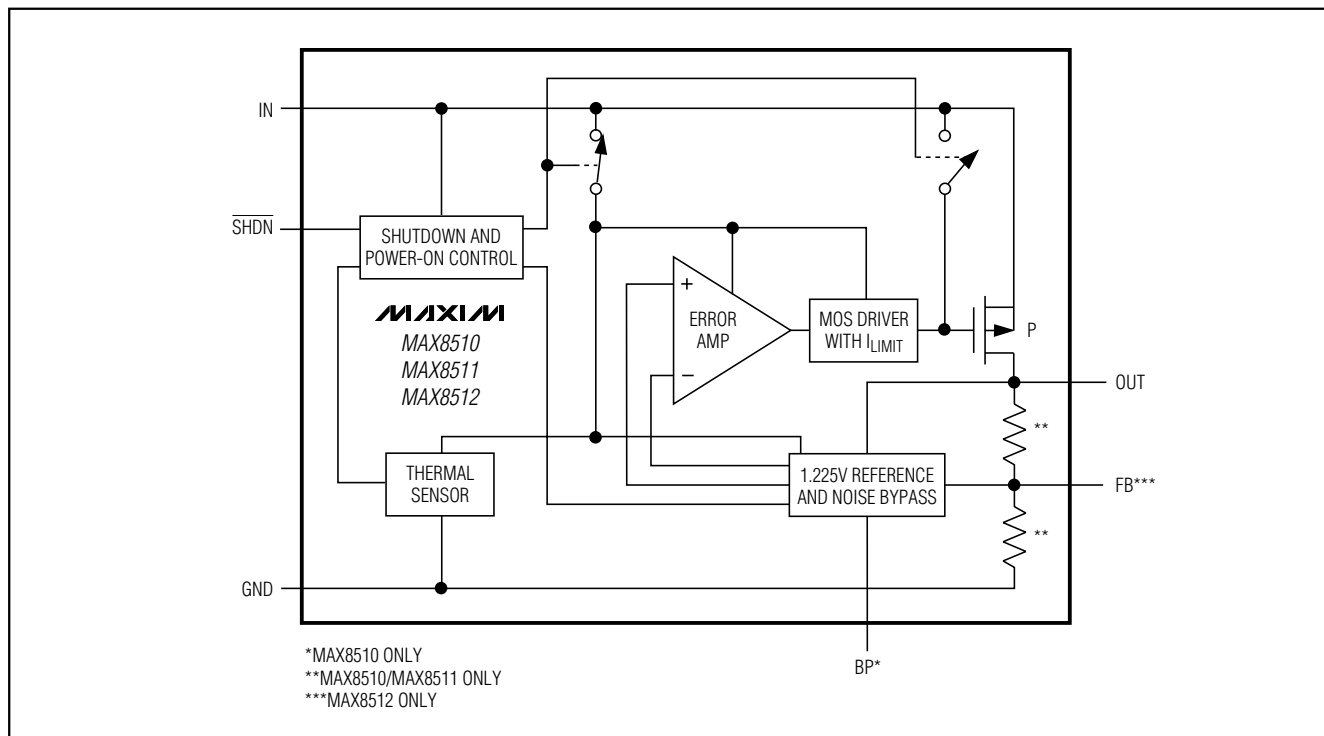 IN
SHDN
SHUTDOWN AND
POWER-ON CONTROL
MAXIM
MAX8510
MAX8511
MAX8512
+
ERROR
AMP
−
MOS DRIVER
WITH ILIMIT
P
OUT
**
THERMAL
SENSOR
1.225V REFERENCE
AND NOISE BYPASS
FB***
**
GND
BP*
*MAX8510 ONLY
**MAX8510/MAX8511 ONLY
***MAX8512 ONLY